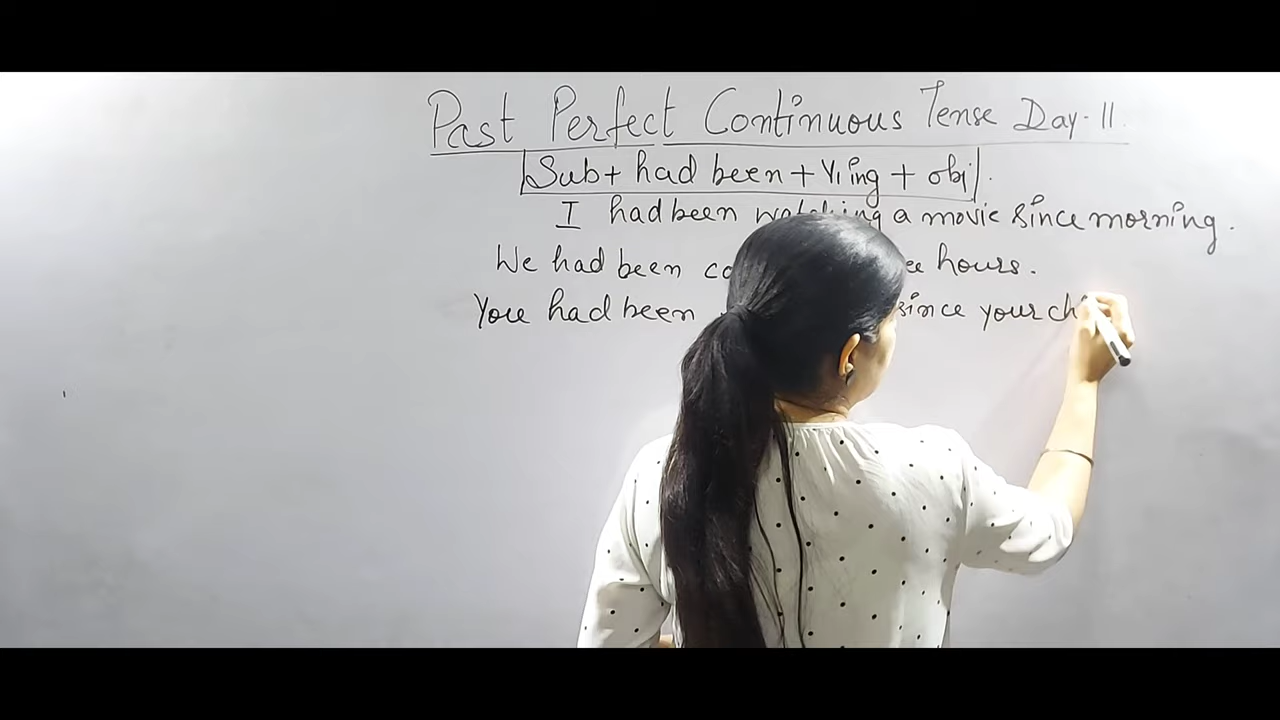 Past Perfect Continuous Tense Day-11.
Sub + had been + V1 ing + obj.
I had been watching a movie since morning.
We had been hours.
You had been since your